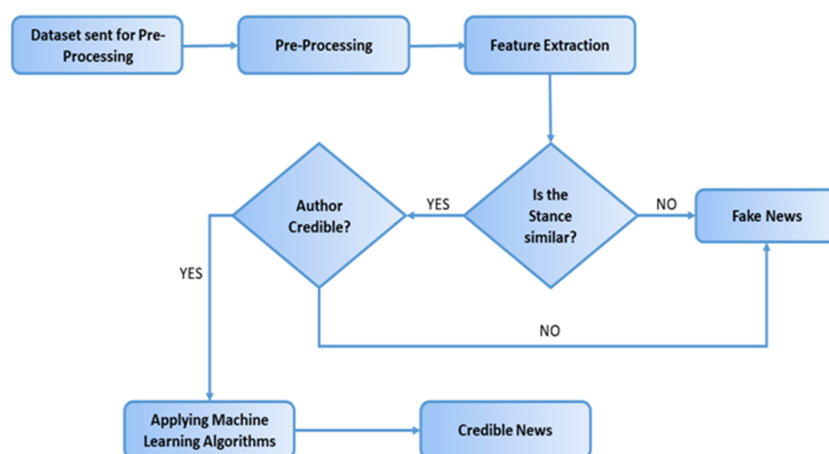 Dataset sent for Pre-
Processing
Pre-Processing
Feature Extraction
Author
Credible?
YES
Is the
Stance
similar?
NO
Fake News
YES
NO
Applying Machine
Learning Algorithms
Credible News